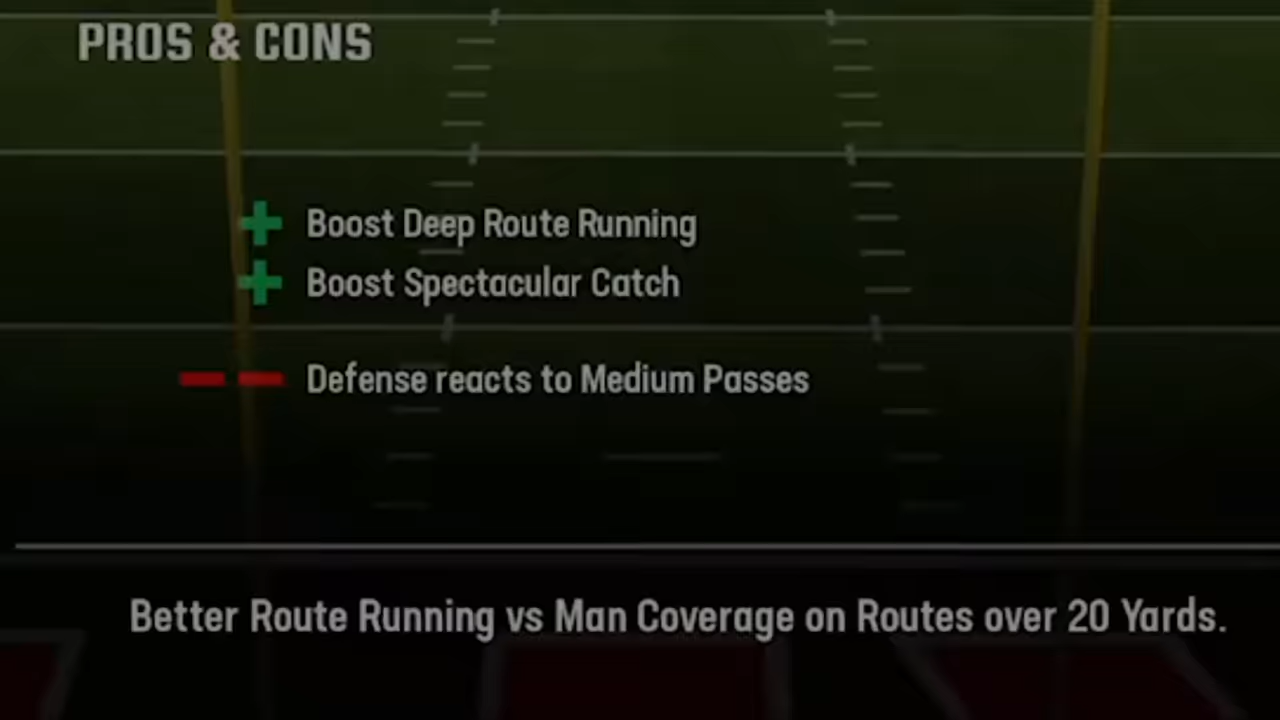 PROS & CONS
Boost Deep Route Running
Boost Spectacular Catch
Defense reacts to Medium Passes
Better Route Running vs Man Coverage on Routes over 20 Yards.